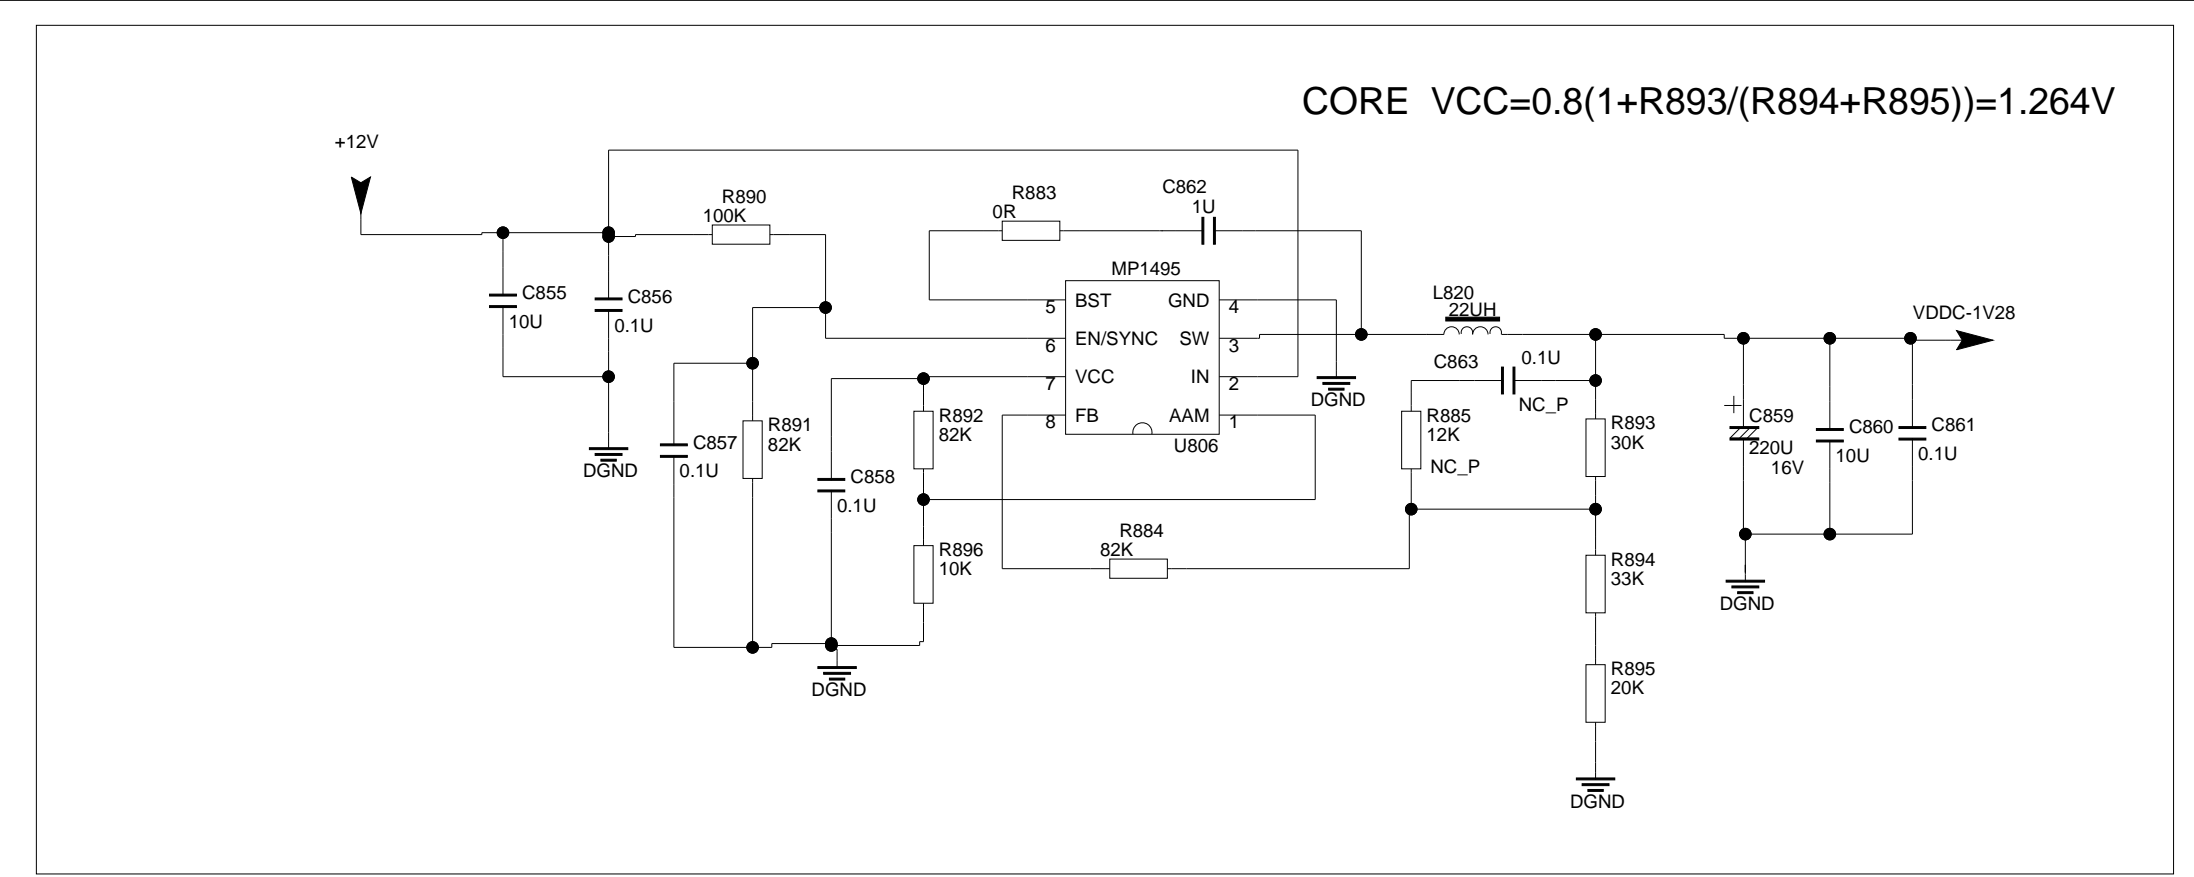 CORE VCC=0.8(1+R893/(R894+R895))=1.264V
+12V
R890
100K
R883
0R
C862
1U
MP1495
C855
10U
C856
0.1U
5
BST
GND
4
6
EN/SYNC
SW
3
7
VCC
IN
2
8
FB
AAM
1
U806
DGND
L820
22UH
VDDC-1V28
C863
0.1U
NC_P
R885
12K
NC_P
R893
30K
C859
220U
16V
C860
10U
C861
0.1U
DGND
C857
0.1U
R891
82K
R892
82K
C858
0.1U
R884
82K
R896
10K
R894
33K
DGND
R895
20K
DGND
DGND